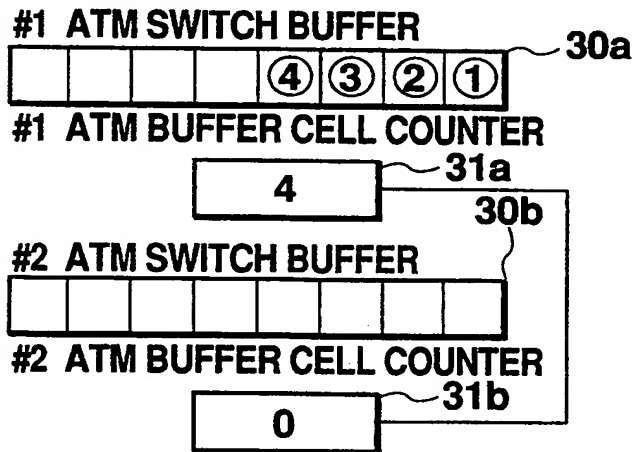 #1 ATM SWITCH BUFFER
30a
④ ③ ② ①
#1 ATM BUFFER CELL COUNTER
31a
4
30b
#2 ATM SWITCH BUFFER
#2 ATM BUFFER CELL COUNTER
31b
0